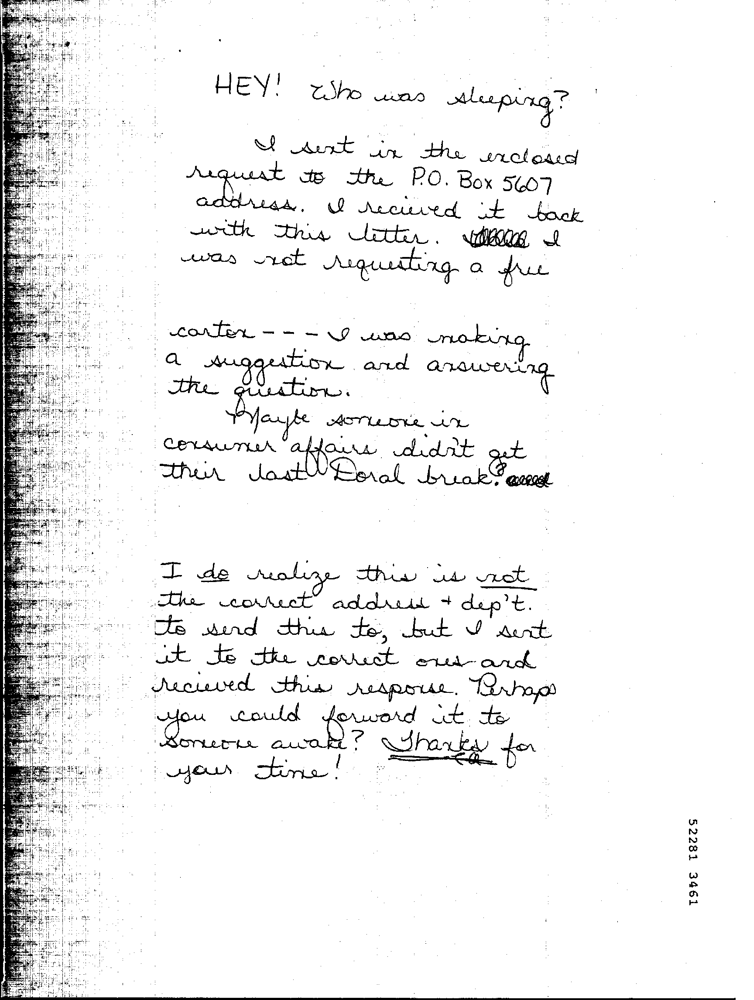 HEY! Who was sleeping?
I sent in the enclosed
request to the P.O. Box 5607
address. I recieved it back
with this letter. I
was not requesting a free
carton - - - I was making
a suggestion and answering
the question.
Maybe someone in
consumer affairs didn't get
their last Doral break?
I do realize this is not
the correct address + dep't.
to send this to, but I sent
it to the correct ones and
recieved this response. Perhaps
you could forward it to
someone awake? Thanks for
your time!
52281 3461